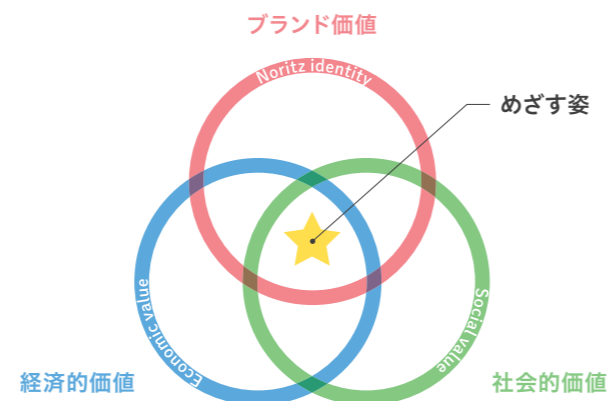 ブランド価値
Noritz identity
めざす姿
Economic value
Social value
経済的価値
社会的価値